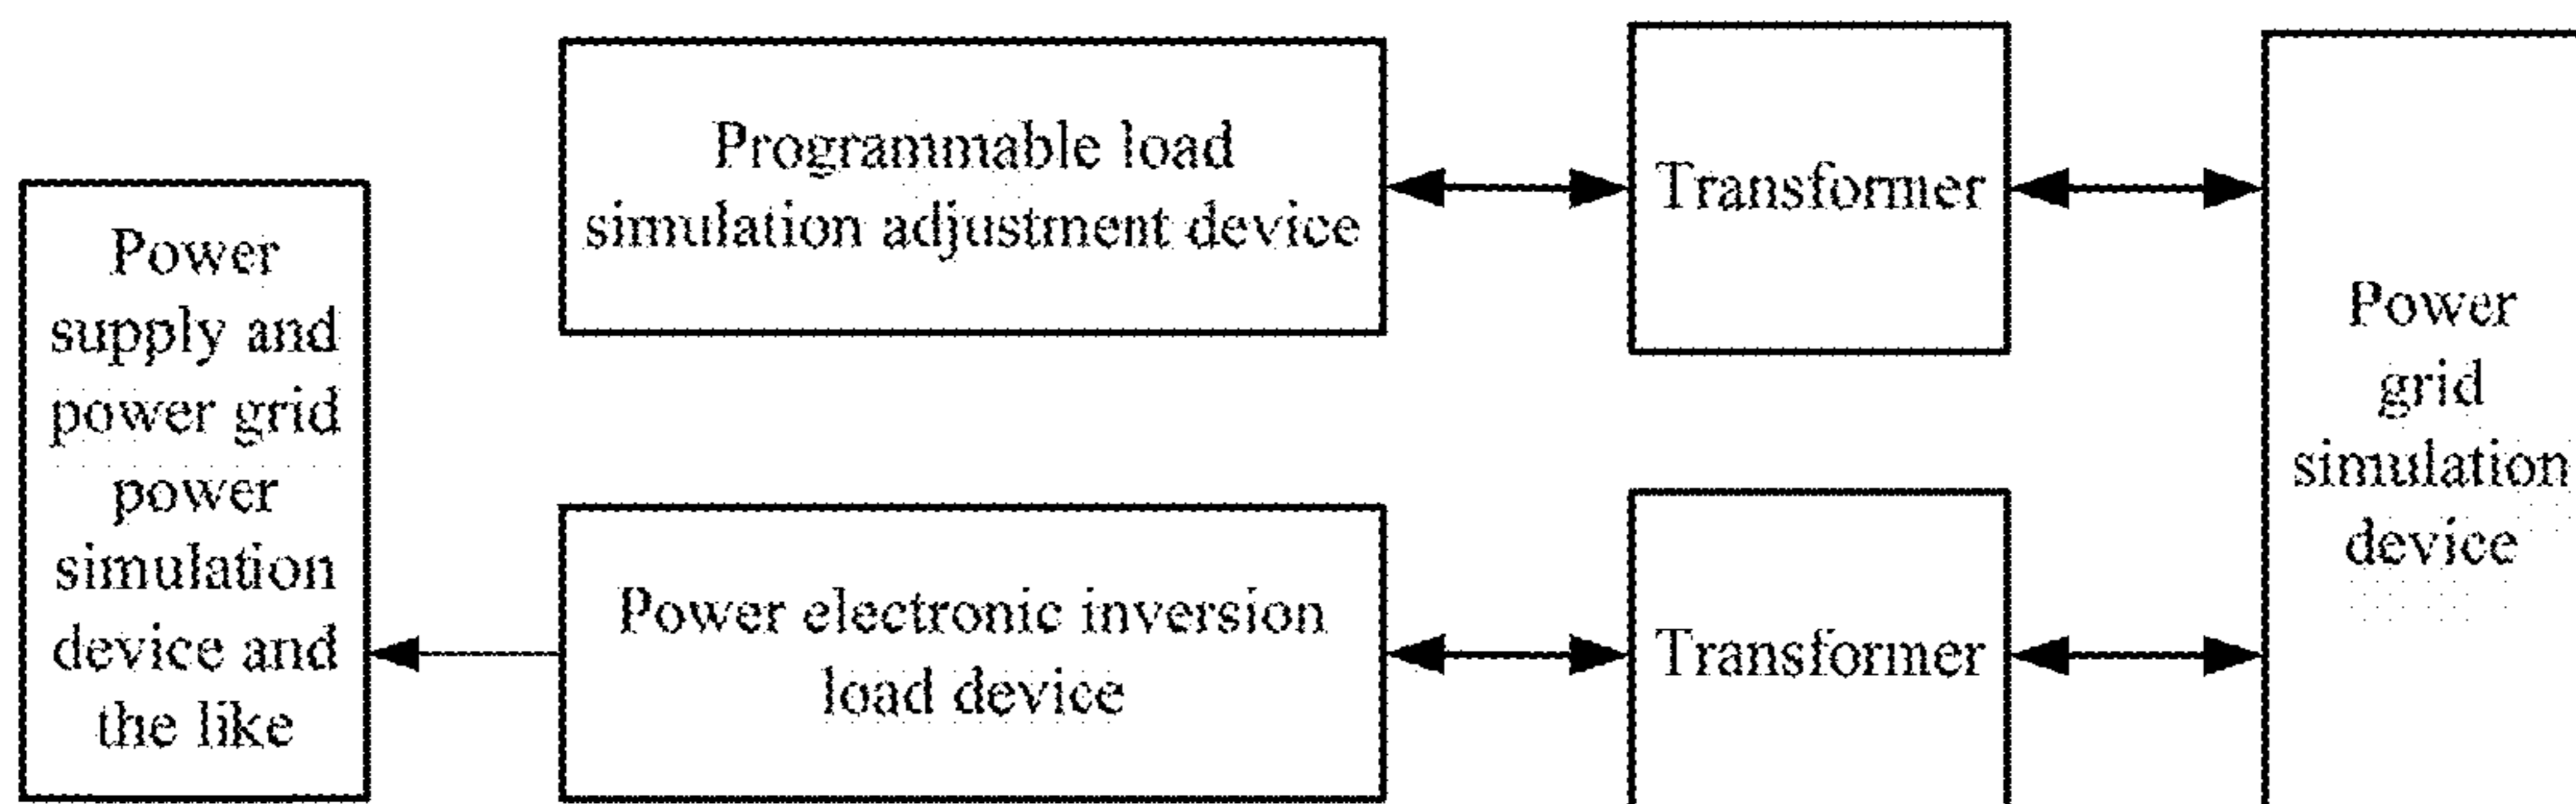 Power
supply and
power grid
power
simulation
device and
the like
Programmable load
simulation adjustment device
Transformer
Power electronic inversion
load device
Transformer
Power
grid
simulation
device